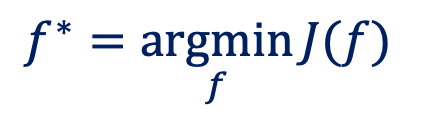 f* = argmin J(f)
f